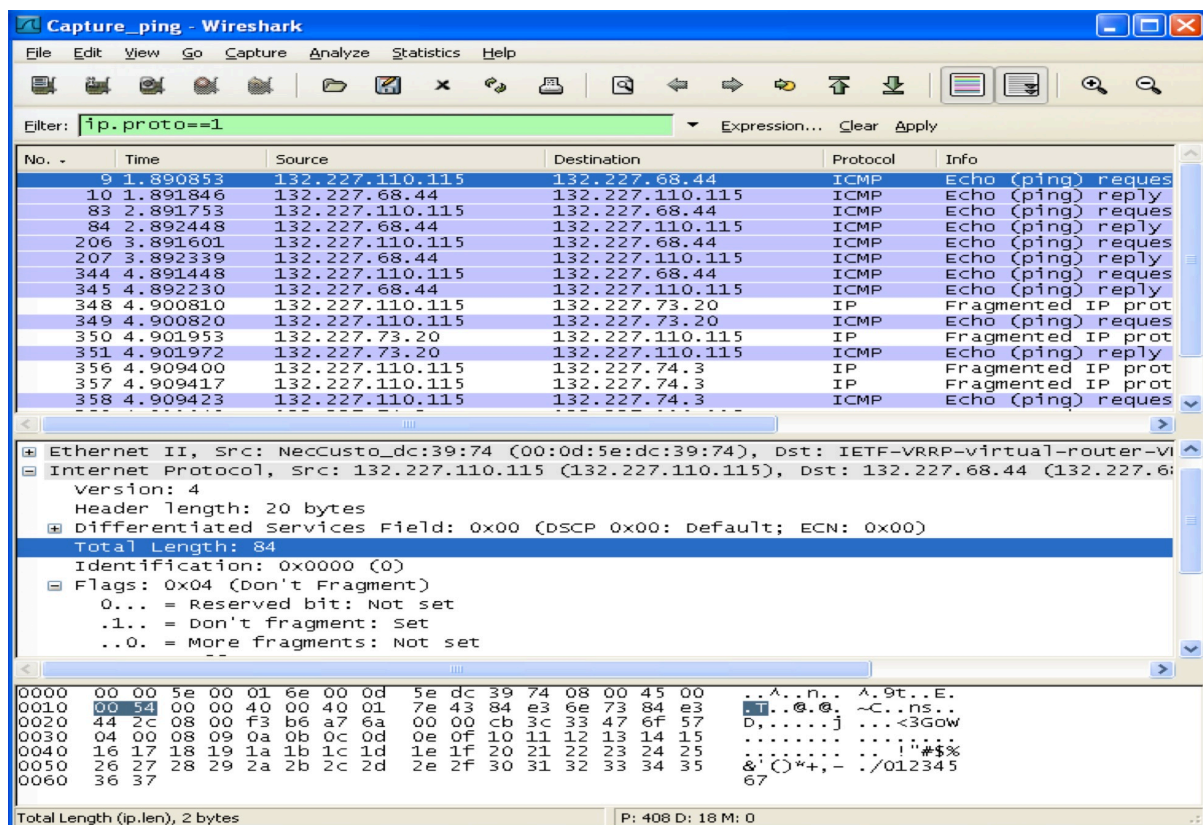 Capture_ping - Wireshark
File Edit View Go Capture Analyze Statistics Help
Filter: ip.proto==1 Expression... Clear Apply
No. - Time Source Destination Protocol Info
9 1.890853 132.227.110.115 132.227.68.44 ICMP Echo (ping) reques
10 1.891846 132.227.68.44 132.227.110.115 ICMP Echo (ping) reply
83 2.891753 132.227.110.115 132.227.68.44 ICMP Echo (ping) reques
84 2.892448 132.227.68.44 132.227.110.115 ICMP Echo (ping) reply
206 3.891601 132.227.110.115 132.227.68.44 ICMP Echo (ping) reques
207 3.892339 132.227.68.44 132.227.110.115 ICMP Echo (ping) reply
344 4.891448 132.227.110.115 132.227.68.44 ICMP Echo (ping) reques
345 4.892230 132.227.68.44 132.227.110.115 ICMP Echo (ping) reply
348 4.900810 132.227.110.115 132.227.73.20 IP Fragmented IP prot
349 4.900820 132.227.110.115 132.227.73.20 ICMP Echo (ping) reques
350 4.901953 132.227.73.20 132.227.110.115 IP Fragmented IP prot
351 4.901972 132.227.73.20 132.227.110.115 ICMP Echo (ping) reply
356 4.909400 132.227.110.115 132.227.74.3 IP Fragmented IP prot
357 4.909417 132.227.110.115 132.227.74.3 IP Fragmented IP prot
358 4.909423 132.227.110.115 132.227.74.3 ICMP Echo (ping) reques
Ethernet II, Src: NecCusto_dc:39:74 (00:0d:5e:dc:39:74), Dst: IETF-VRRP-virtual-router-VI
Internet Protocol, Src: 132.227.110.115 (132.227.110.115), Dst: 132.227.68.44 (132.227.6
Version: 4
Header length: 20 bytes
Differentiated Services Field: 0x00 (DSCP 0x00: Default; ECN: 0x00)
Total Length: 84
Identification: 0x0000 (0)
Flags: 0x04 (Don't Fragment)
0... = Reserved bit: Not set
.1.. = Don't fragment: Set
..0. = More fragments: Not set
0000 00 00 5e 00 01 6e 00 0d 5e dc 39 74 08 00 45 00 ..^..n.. ^.9t..E.
0010 00 54 00 00 40 00 40 01 7e 43 84 e3 6e 73 84 e3 .T..@.@. ~C..ns..
0020 44 2c 08 00 f3 b6 a7 6a 00 00 cb 3c 33 47 6f 57 D,.....j ...<3GoW
0030 04 00 08 09 0a 0b 0c 0d 0e 0f 10 11 12 13 14 15 ........ ........
0040 16 17 18 19 1a 1b 1c 1d 1e 1f 20 21 22 23 24 25 ........ .. !"#$%
0050 26 27 28 29 2a 2b 2c 2d 2e 2f 30 31 32 33 34 35 &'()*+,- ./012345
0060 36 37 67
Total Length (ip.len), 2 bytes P: 408 D: 18 M: 0